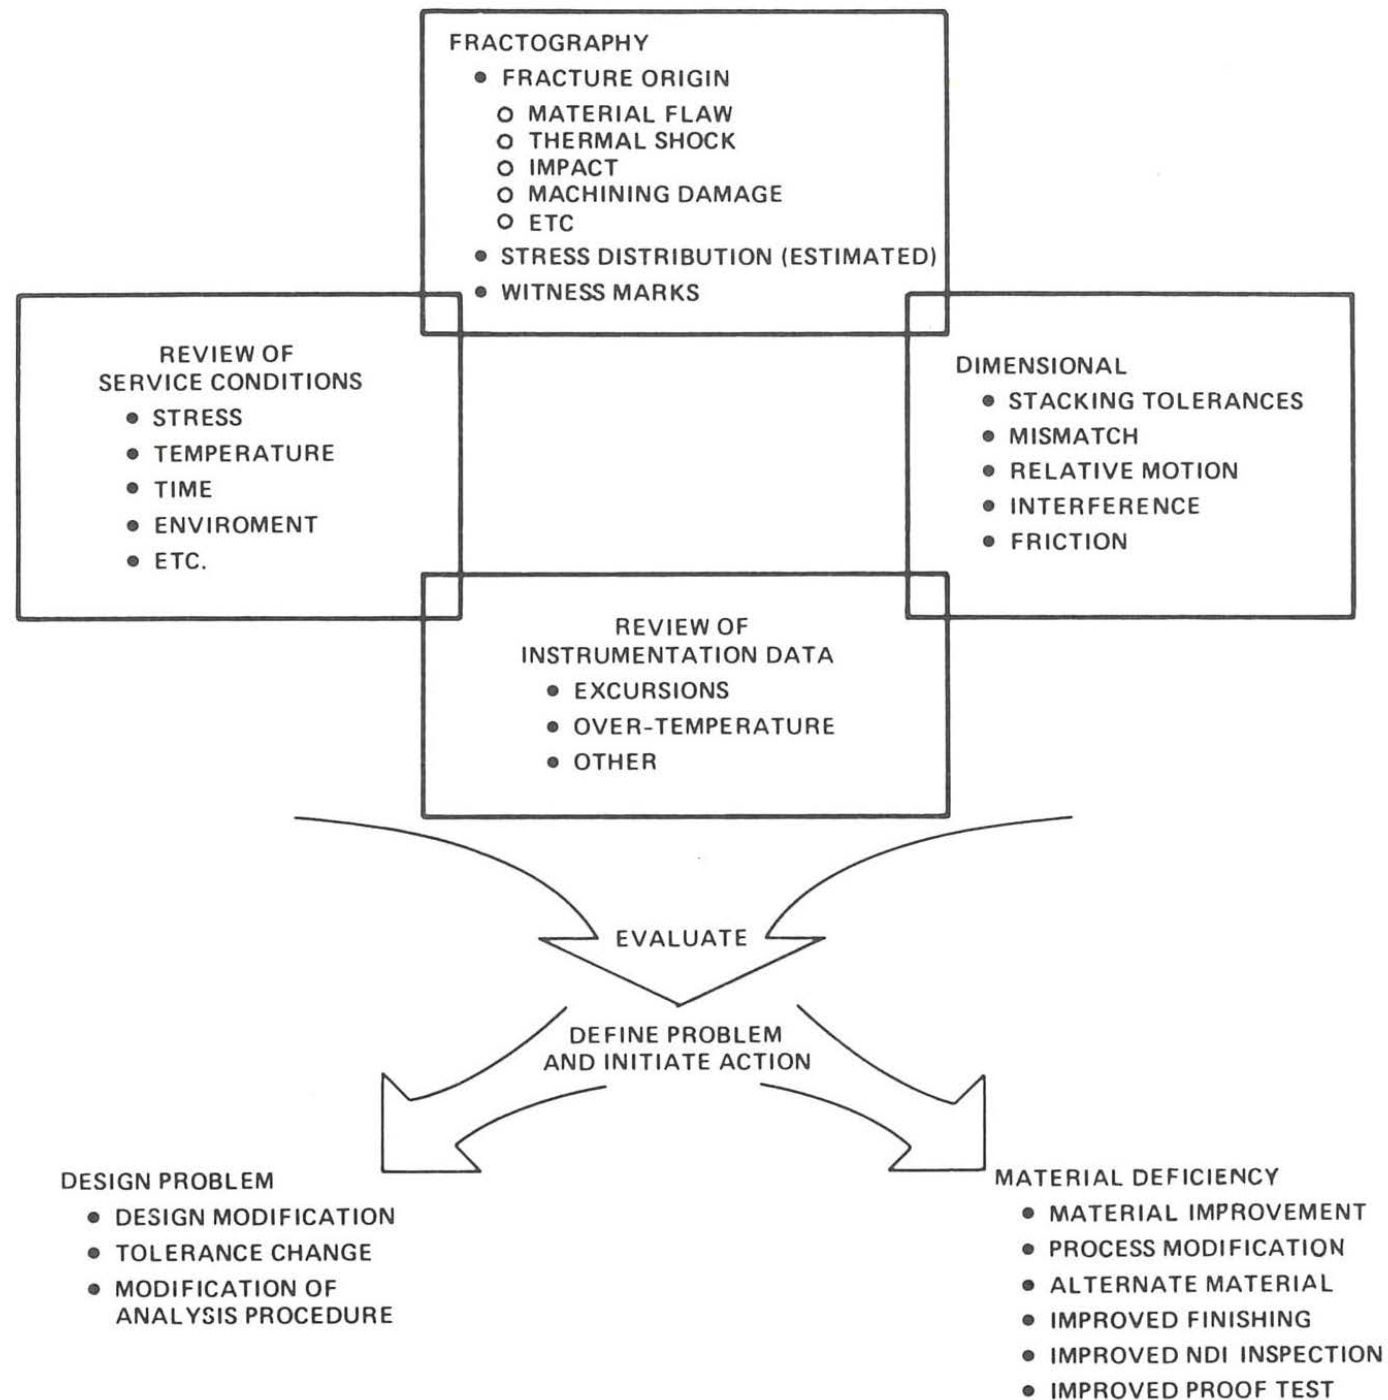 FRACTOGRAPHY
• FRACTURE ORIGIN
O MATERIAL FLAW
O THERMAL SHOCK
O IMPACT
O MACHINING DAMAGE
O ETC
• STRESS DISTRIBUTION (ESTIMATED)
• WITNESS MARKS
REVIEW OF
SERVICE CONDITIONS
• STRESS
• TEMPERATURE
• TIME
• ENVIROMENT
• ETC.
DIMENSIONAL
• STACKING TOLERANCES
• MISMATCH
• RELATIVE MOTION
• INTERFERENCE
• FRICTION
REVIEW OF
INSTRUMENTATION DATA
• EXCURSIONS
• OVER-TEMPERATURE
• OTHER
EVALUATE
DEFINE PROBLEM
AND INITIATE ACTION
DESIGN PROBLEM
• DESIGN MODIFICATION
• TOLERANCE CHANGE
• MODIFICATION OF
ANALYSIS PROCEDURE
MATERIAL DEFICIENCY
• MATERIAL IMPROVEMENT
• PROCESS MODIFICATION
• ALTERNATE MATERIAL
• IMPROVED FINISHING
• IMPROVED NDI INSPECTION
• IMPROVED PROOF TEST